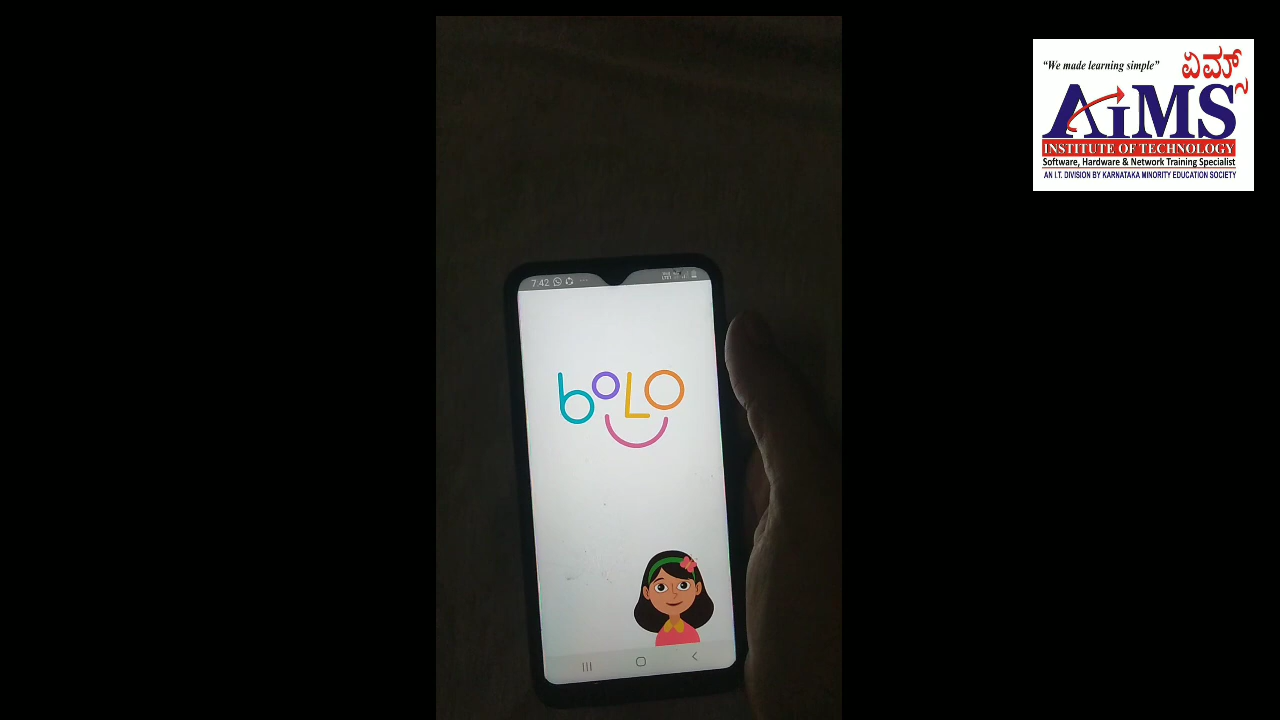 7.42
bolo
"We made learning simple"
ಏಮ್ಸ್
AiMS
INSTITUTE OF TECHNOLOGY
Software, Hardware & Network Training Specialist
AN I.T. DIVISION BY KARNATAKA MINORITY EDUCATION SOCIETY